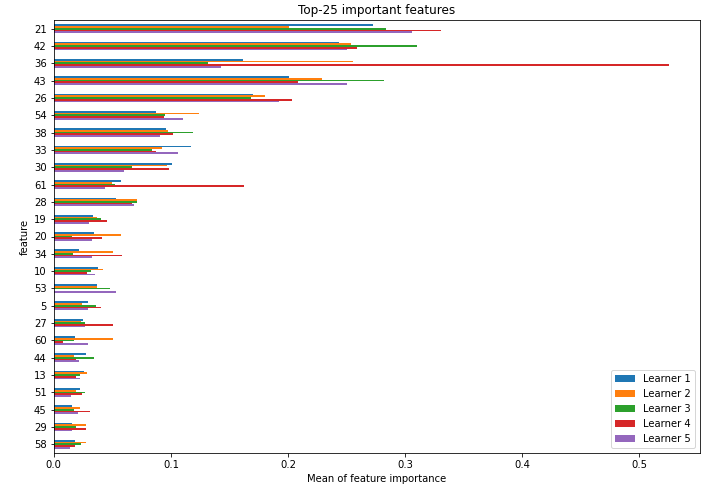 Top-25 important features
feature
21
42
36
43
26
54
38
33
30
61
28
19
20
34
10
53
5
27
60
44
13
51
45
29
58
Learner 1
Learner 2
Learner 3
Learner 4
Learner 5
0.0 0.1 0.2 0.3 0.4 0.5
Mean of feature importance